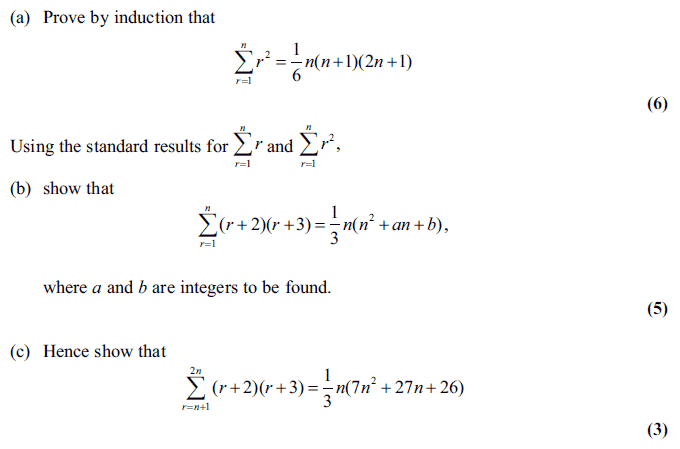 (a) Prove by induction that
$$\sum_{r=1}^{n} r^2 = \frac{1}{6}n(n+1)(2n+1)$$
(6)
Using the standard results for $\sum_{r=1}^{n} r$ and $\sum_{r=1}^{n} r^2$,
(b) show that
$$\sum_{r=1}^{n} (r+2)(r+3) = \frac{1}{3}n(n^2+an+b),$$
where a and b are integers to be found.
(5)
(c) Hence show that
$$\sum_{r=n+1}^{2n} (r+2)(r+3) = \frac{1}{3}n(7n^2+27n+26)$$
(3)